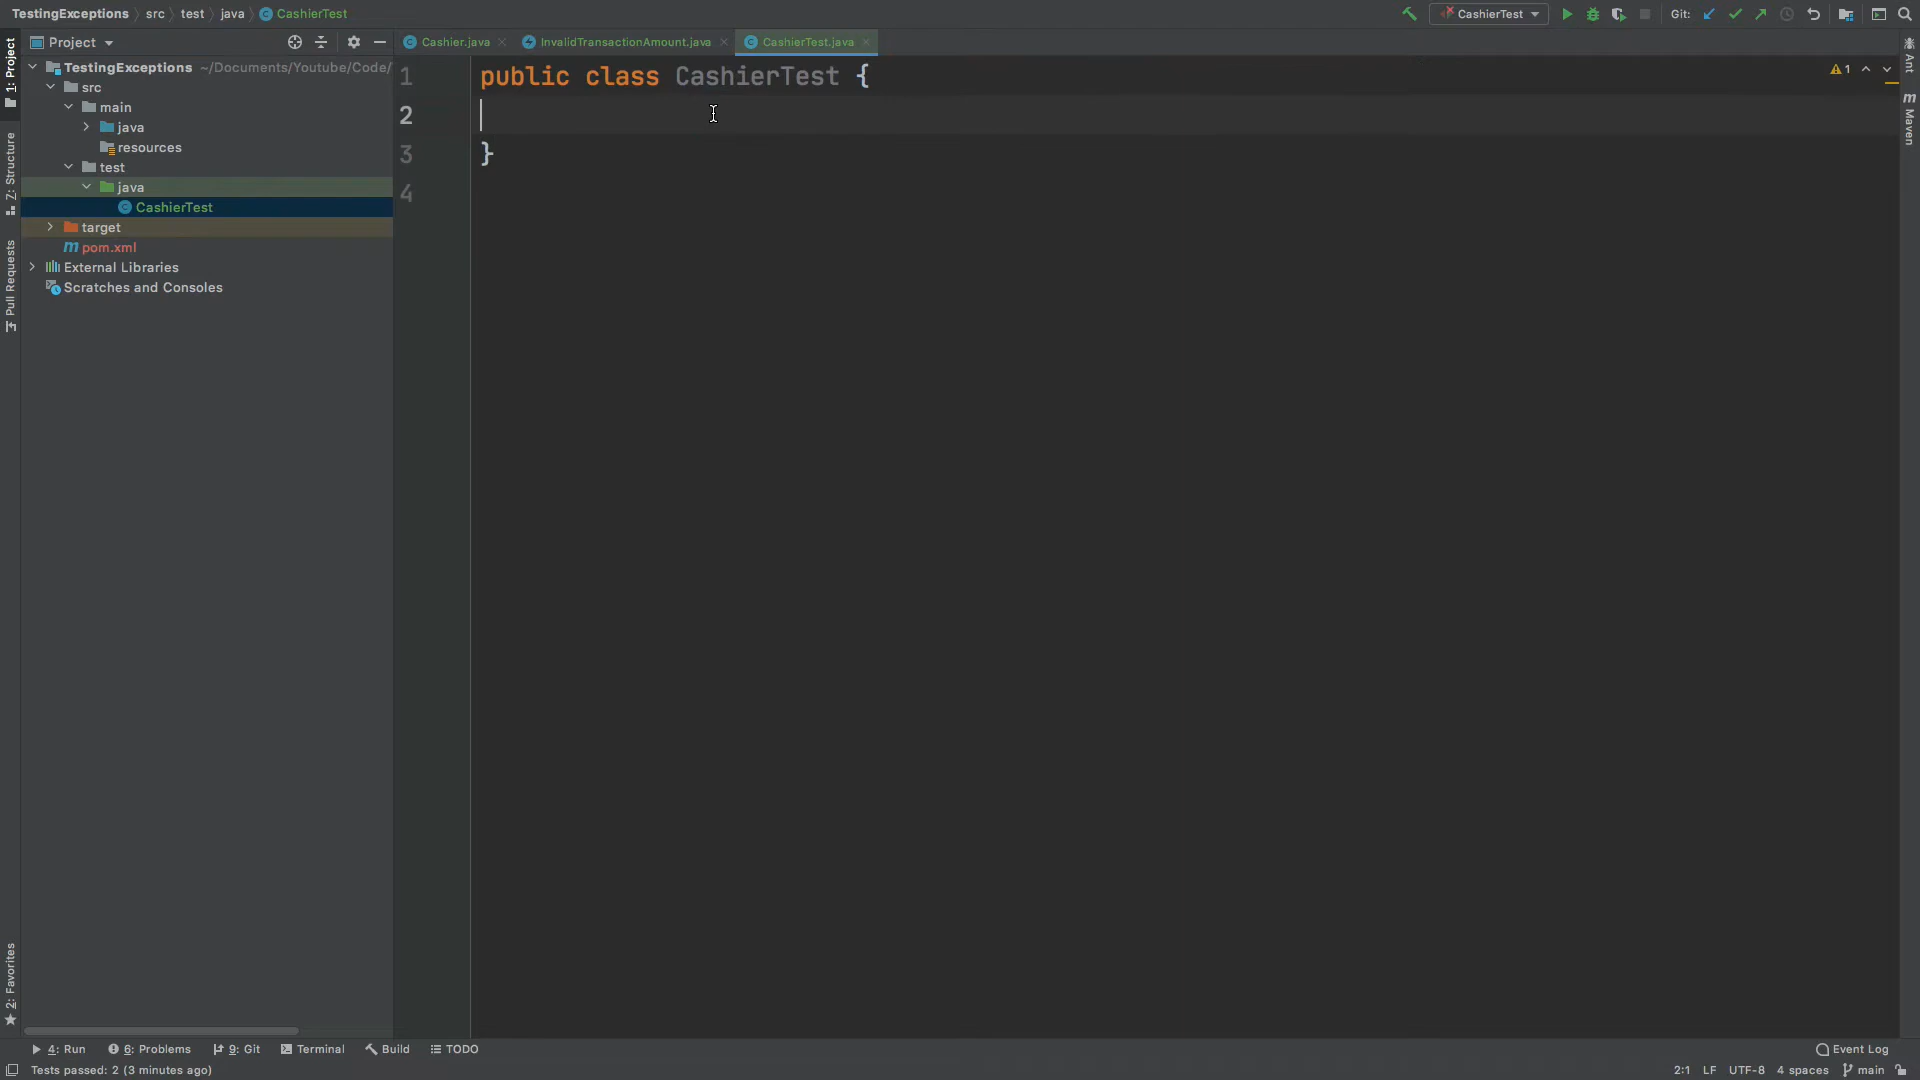 TestingExceptions src test java CashierTest
CashierTest
Git:
Project
Cashier.java
InvalidTransactionAmount.java
CashierTest.java
1: Project
Z: Structure
Pull Requests
2: Favorites
TestingExceptions ~/Documents/Youtube/Code/
src
main
java
resources
test
java
CashierTest
target
pom.xml
External Libraries
Scratches and Consoles
1 public class CashierTest {
2
3 }
4
1
Ant
Maven
4: Run 6: Problems 9: Git Terminal Build TODO
Event Log
Tests passed: 2 (3 minutes ago)
2:1 LF UTF-8 4 spaces main